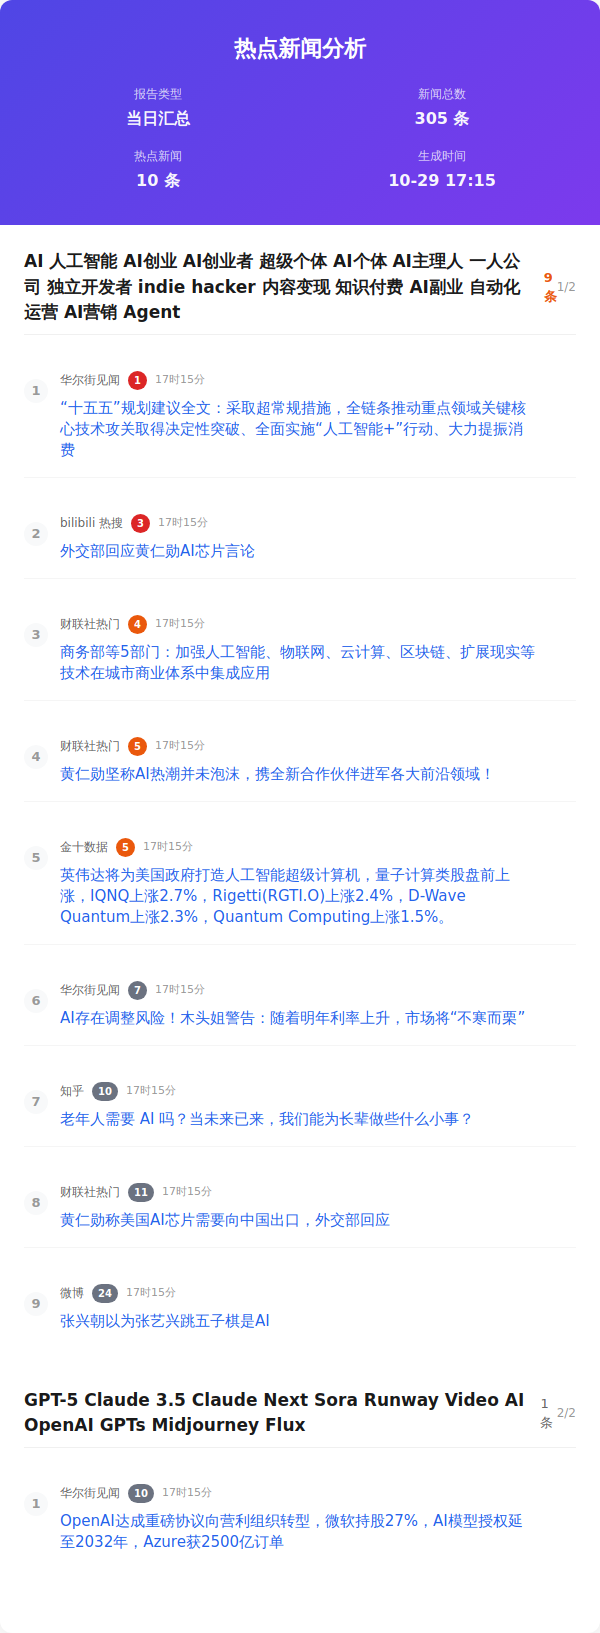 热点新闻分析
报告类型
新闻总数
当日汇总
305 条
热点新闻
生成时间
10 条
10-29 17:15
AI 人工智能 AI创业 AI创业者 超级个体 AI个体 AI主理人 一人公
司 独立开发者 indie hacker 内容变现 知识付费 AI副业 自动化
运营 AI营销 Agent
9
条
1/2
1
华尔街见闻 1 17时15分
“十五五”规划建议全文：采取超常规措施，全链条推动重点领域关键核
心技术攻关取得决定性突破、全面实施“人工智能+”行动、大力提振消
费
2
bilibili 热搜 3 17时15分
外交部回应黄仁勋AI芯片言论
3
财联社热门 4 17时15分
商务部等5部门：加强人工智能、物联网、云计算、区块链、扩展现实等
技术在城市商业体系中集成应用
4
财联社热门 5 17时15分
黄仁勋坚称AI热潮并未泡沫，携全新合作伙伴进军各大前沿领域！
5
金十数据 5 17时15分
英伟达将为美国政府打造人工智能超级计算机，量子计算类股盘前上
涨，IQNQ上涨2.7%，Rigetti(RGTI.O)上涨2.4%，D-Wave
Quantum上涨2.3%，Quantum Computing上涨1.5%。
6
华尔街见闻 7 17时15分
AI存在调整风险！木头姐警告：随着明年利率上升，市场将“不寒而栗”
7
知乎 10 17时15分
老年人需要 AI 吗？当未来已来，我们能为长辈做些什么小事？
8
财联社热门 11 17时15分
黄仁勋称美国AI芯片需要向中国出口，外交部回应
9
微博 24 17时15分
张兴朝以为张艺兴跳五子棋是AI
GPT-5 Claude 3.5 Claude Next Sora Runway Video AI
OpenAI GPTs Midjourney Flux
1
条
2/2
1
华尔街见闻 10 17时15分
OpenAI达成重磅协议向营利组织转型，微软持股27%，AI模型授权延
至2032年，Azure获2500亿订单